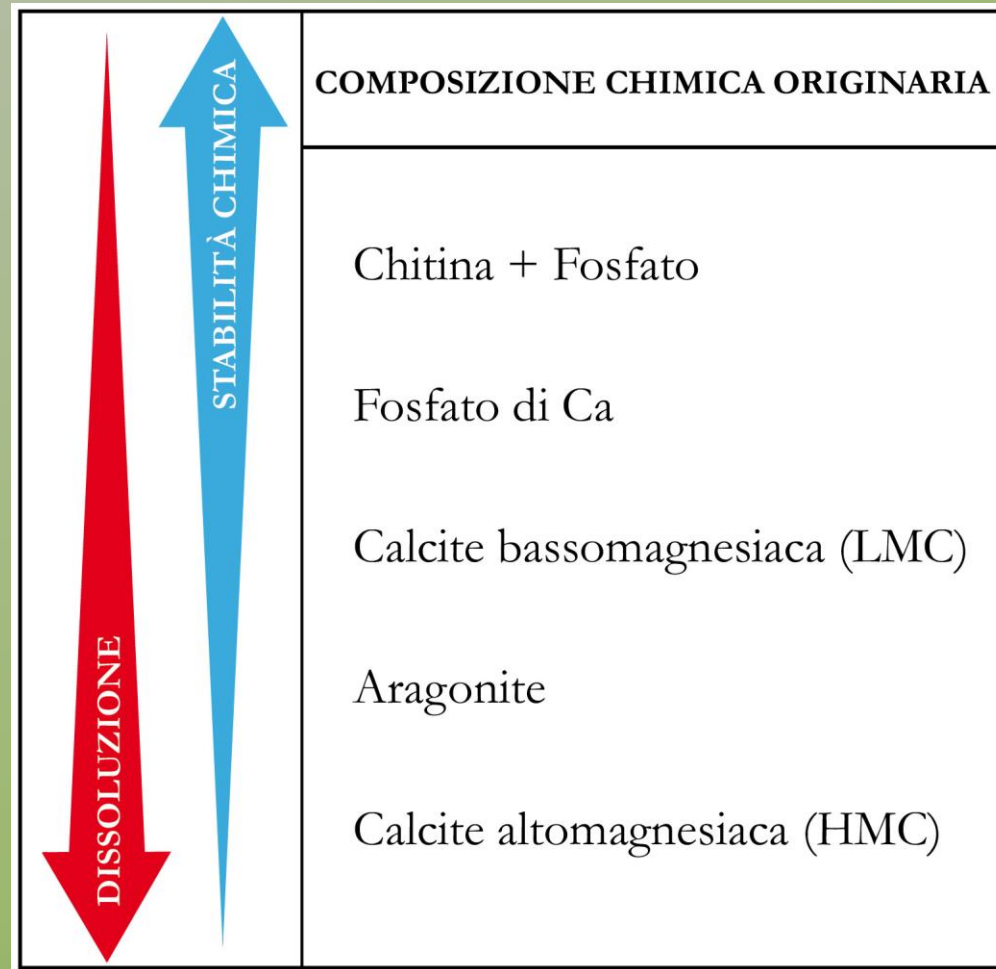 DISSOLUZIONE
STABILITÀ CHIMICA
COMPOSIZIONE CHIMICA ORIGINARIA
Chitina + Fosfato
Fosfato di Ca
Calcite bassomagnesiaca (LMC)
Aragonite
Calcite altomagnesiaca (HMC)